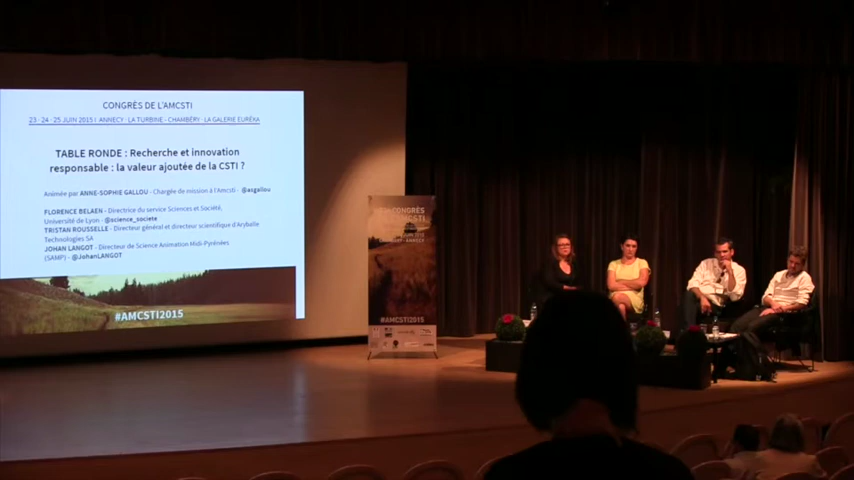 CONGRÈS DE L'AMCSTI
23 · 24 · 25 JUIN 2015 I ANNECY · LA TURBINE - CHAMBÉRY · LA GALERIE EURÊKA
TABLE RONDE : Recherche et innovation
responsable : la valeur ajoutée de la CSTI ?
Animée par ANNE-SOPHIE GALLOU - Chargée de mission à l'Amcsti - @asgallou
FLORENCE BELAEN - Directrice du service Sciences et Société,
Université de Lyon - @science_societe
TRISTAN ROUSSELLE - Directeur général et directeur scientifique d'Aryballe
Technologies SA
JOHAN LANGOT - Directeur de Science Animation Midi-Pyrénées
(SAMP) - @JohanLANGOT
#AMCSTI2015
CONGRÈS
#AMCSTI2015